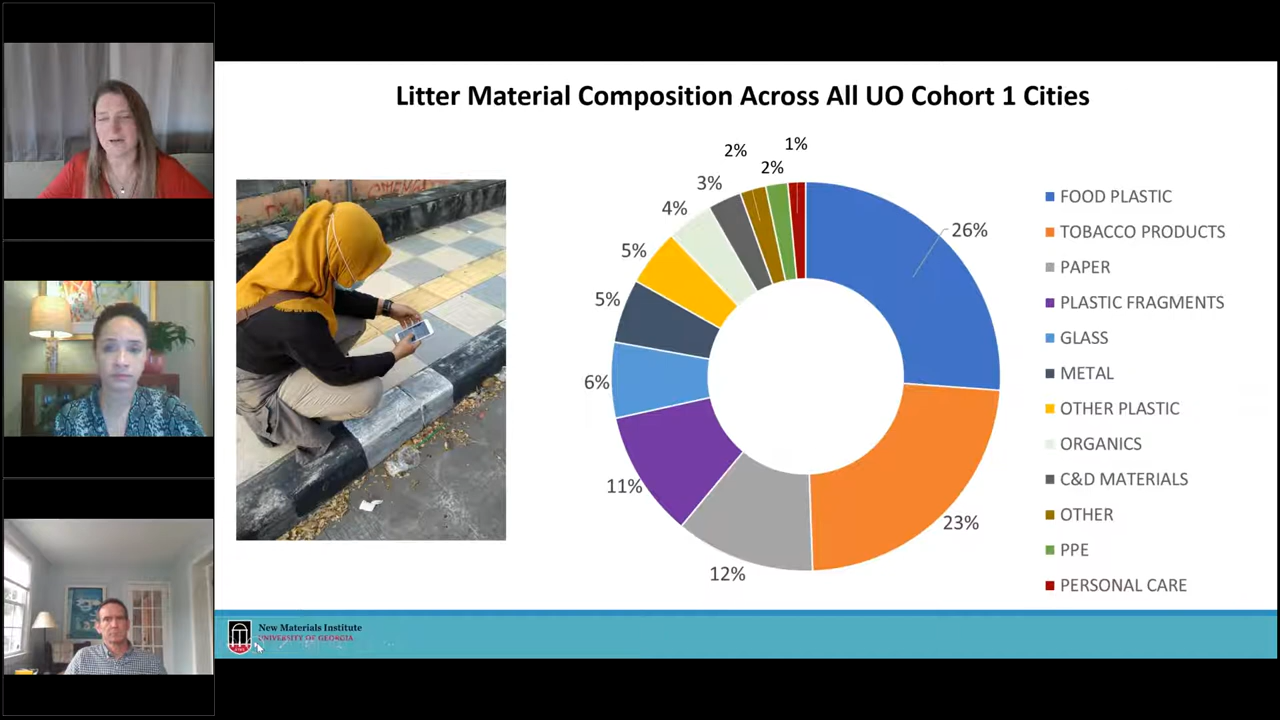 Litter Material Composition Across All UO Cohort 1 Cities
1%
2%
2%
3%
4%
5%
5%
6%
11%
12%
23%
26%
FOOD PLASTIC
TOBACCO PRODUCTS
PAPER
PLASTIC FRAGMENTS
GLASS
METAL
OTHER PLASTIC
ORGANICS
C&D MATERIALS
OTHER
PPE
PERSONAL CARE
New Materials Institute
UNIVERSITY OF GEORGIA